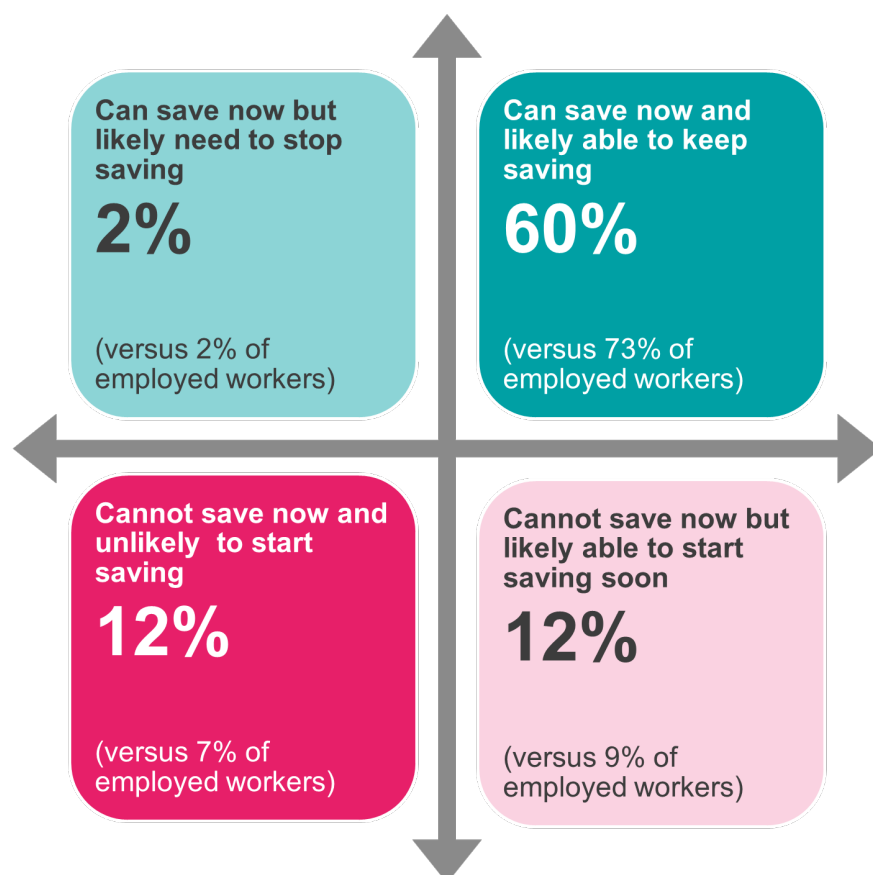 Can save now but
likely need to stop
saving
2%
(versus 2% of
employed workers)
Can save now and
likely able to keep
saving
60%
(versus 73% of
employed workers)
Cannot save now and
unlikely  to start
saving
12%
(versus 7% of
employed workers)
Cannot save now but
likely able to start
saving soon
12%
(versus 9% of
employed workers)